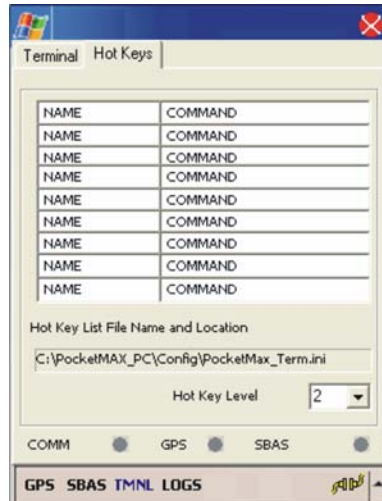 Terminal Hot Keys
NAME COMMAND
NAME COMMAND
NAME COMMAND
NAME COMMAND
NAME COMMAND
NAME COMMAND
NAME COMMAND
NAME COMMAND
NAME COMMAND
Hot Key List File Name and Location
C:\PocketMAX_PC\Config\PocketMax_Term.ini
Hot Key Level 2
COMM GPS SBAS
GPS SBAS TMNL LOGS